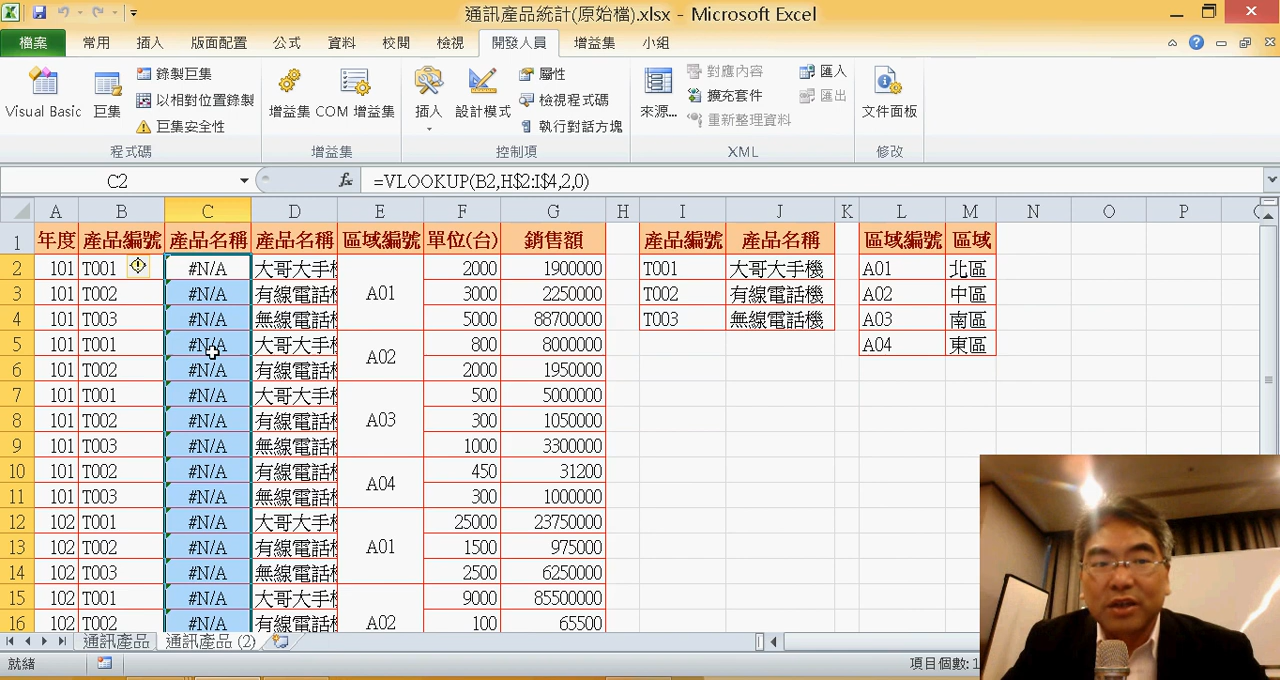 通訊產品統計(原始檔).xlsx - Microsoft Excel
檔案 常用 插入 版面配置 公式 資料 校閱 檢視 開發人員 增益集 小組
Visual Basic 巨集 錄製巨集 以相對位置錄製 巨集安全性
增益集 COM 增益集
插入 設計模式 屬性 檢視程式碼 執行對話方塊
來源... 對應內容 擴充套件 重新整理資料 匯入 匯出
文件面板
程式碼 增益集 控制項 XML 修改
C2 fx =VLOOKUP(B2,H$2:I$4,2,0)
A B C D E F G H I J K L M N O P
1 年度 產品編號 產品名稱 產品名稱 區域編號 單位(台) 銷售額 產品編號 產品名稱 區域編號 區域
2 101 T001 #N/A 大哥大手機 2000 1900000 T001 大哥大手機 A01 北區
3 101 T002 #N/A 有線電話機 A01 3000 2250000 T002 有線電話機 A02 中區
4 101 T003 #N/A 無線電話機 5000 88700000 T003 無線電話機 A03 南區
5 101 T001 #N/A 大哥大手機 A02 800 8000000 A04 東區
6 101 T002 #N/A 有線電話機 2000 1950000
7 101 T001 #N/A 大哥大手機 500 5000000
8 101 T002 #N/A 有線電話機 A03 300 1050000
9 101 T003 #N/A 無線電話機 1000 3300000
10 101 T002 #N/A 有線電話機 A04 450 31200
11 101 T003 #N/A 無線電話機 300 1000000
12 102 T001 #N/A 大哥大手機 25000 23750000
13 102 T002 #N/A 有線電話機 A01 1500 975000
14 102 T003 #N/A 無線電話機 2500 6250000
15 102 T001 #N/A 大哥大手機 9000 85500000
16 102 T002 #N/A 有線電話機 A02 100 65500
通訊產品 通訊產品 (2)
就緒 項目個數: 1